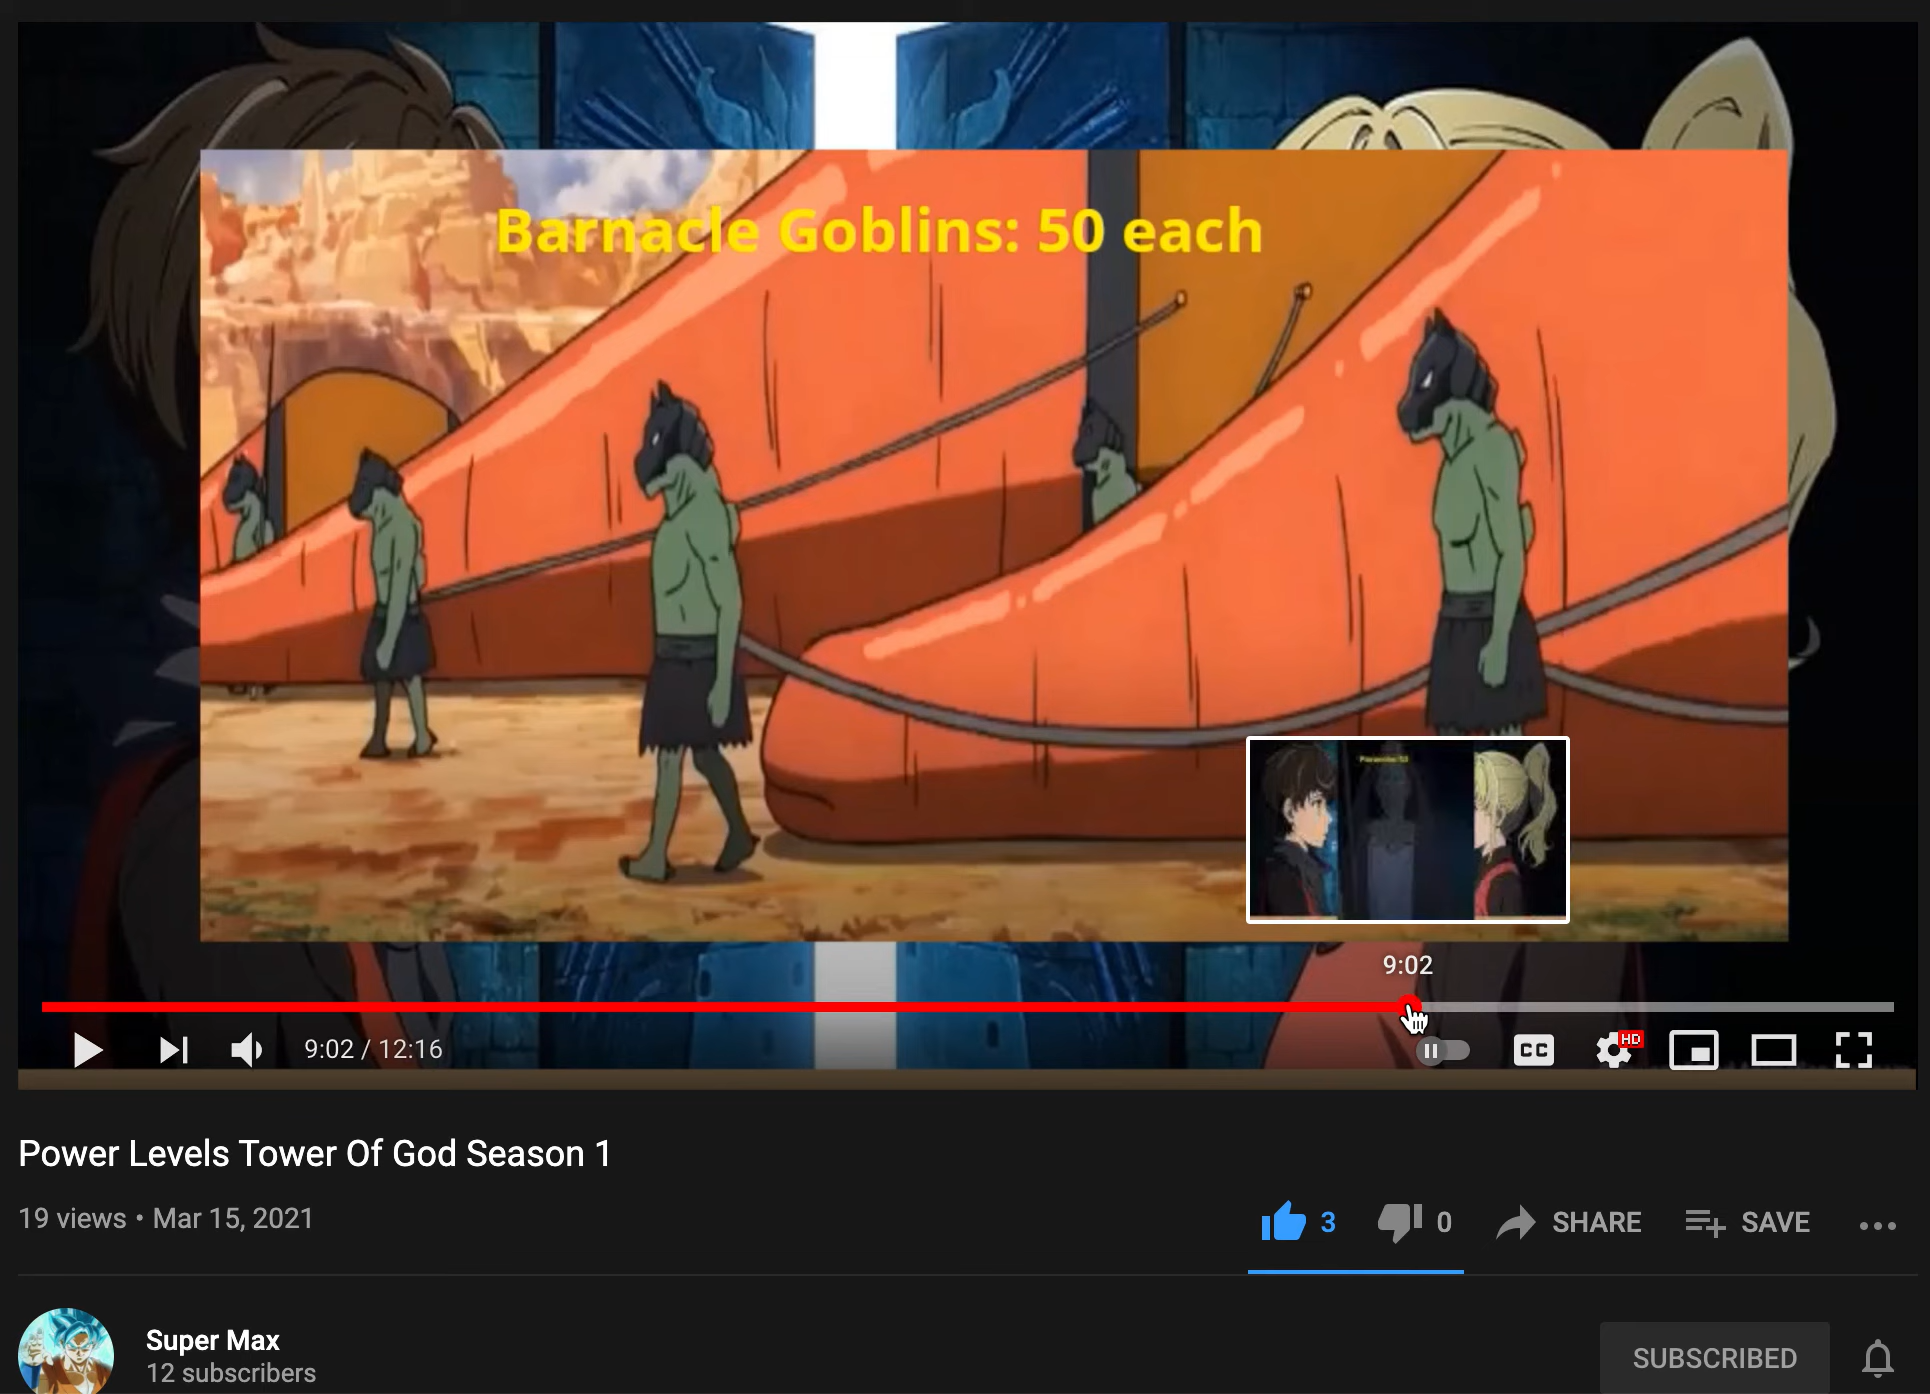 Barnacle Goblins: 50 each
9:02
9:02 / 12:16
CC
HD
Power Levels Tower Of God Season 1
19 views • Mar 15, 2021
3
0
SHARE
SAVE
Super Max
12 subscribers
SUBSCRIBED